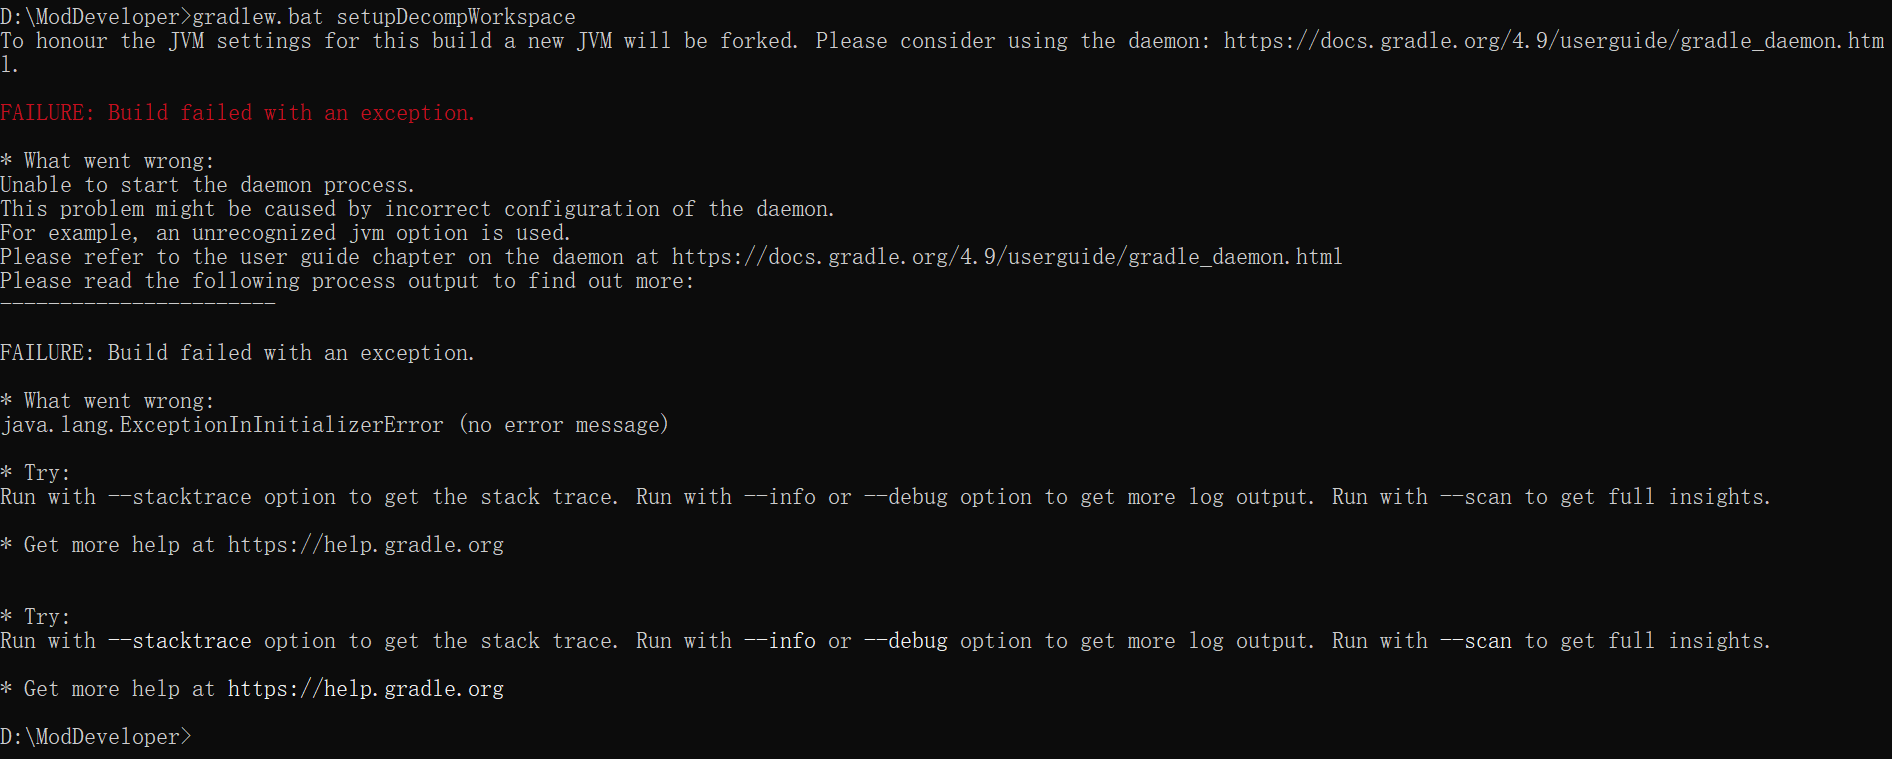 D:\ModDeveloper>gradlew.bat setupDecompWorkspace
To honour the JVM settings for this build a new JVM will be forked. Please consider using the daemon: https://docs.gradle.org/4.9/userguide/gradle_daemon.htm
l.
FAILURE: Build failed with an exception.
* What went wrong:
Unable to start the daemon process.
This problem might be caused by incorrect configuration of the daemon.
For example, an unrecognized jvm option is used.
Please refer to the user guide chapter on the daemon at https://docs.gradle.org/4.9/userguide/gradle_daemon.html
Please read the following process output to find out more:
-----------------------
FAILURE: Build failed with an exception.
* What went wrong:
java.lang.ExceptionInInitializerError (no error message)
* Try:
Run with --stacktrace option to get the stack trace. Run with --info or --debug option to get more log output. Run with --scan to get full insights.
* Get more help at https://help.gradle.org
* Try:
Run with --stacktrace option to get the stack trace. Run with --info or --debug option to get more log output. Run with --scan to get full insights.
* Get more help at https://help.gradle.org
D:\ModDeveloper>